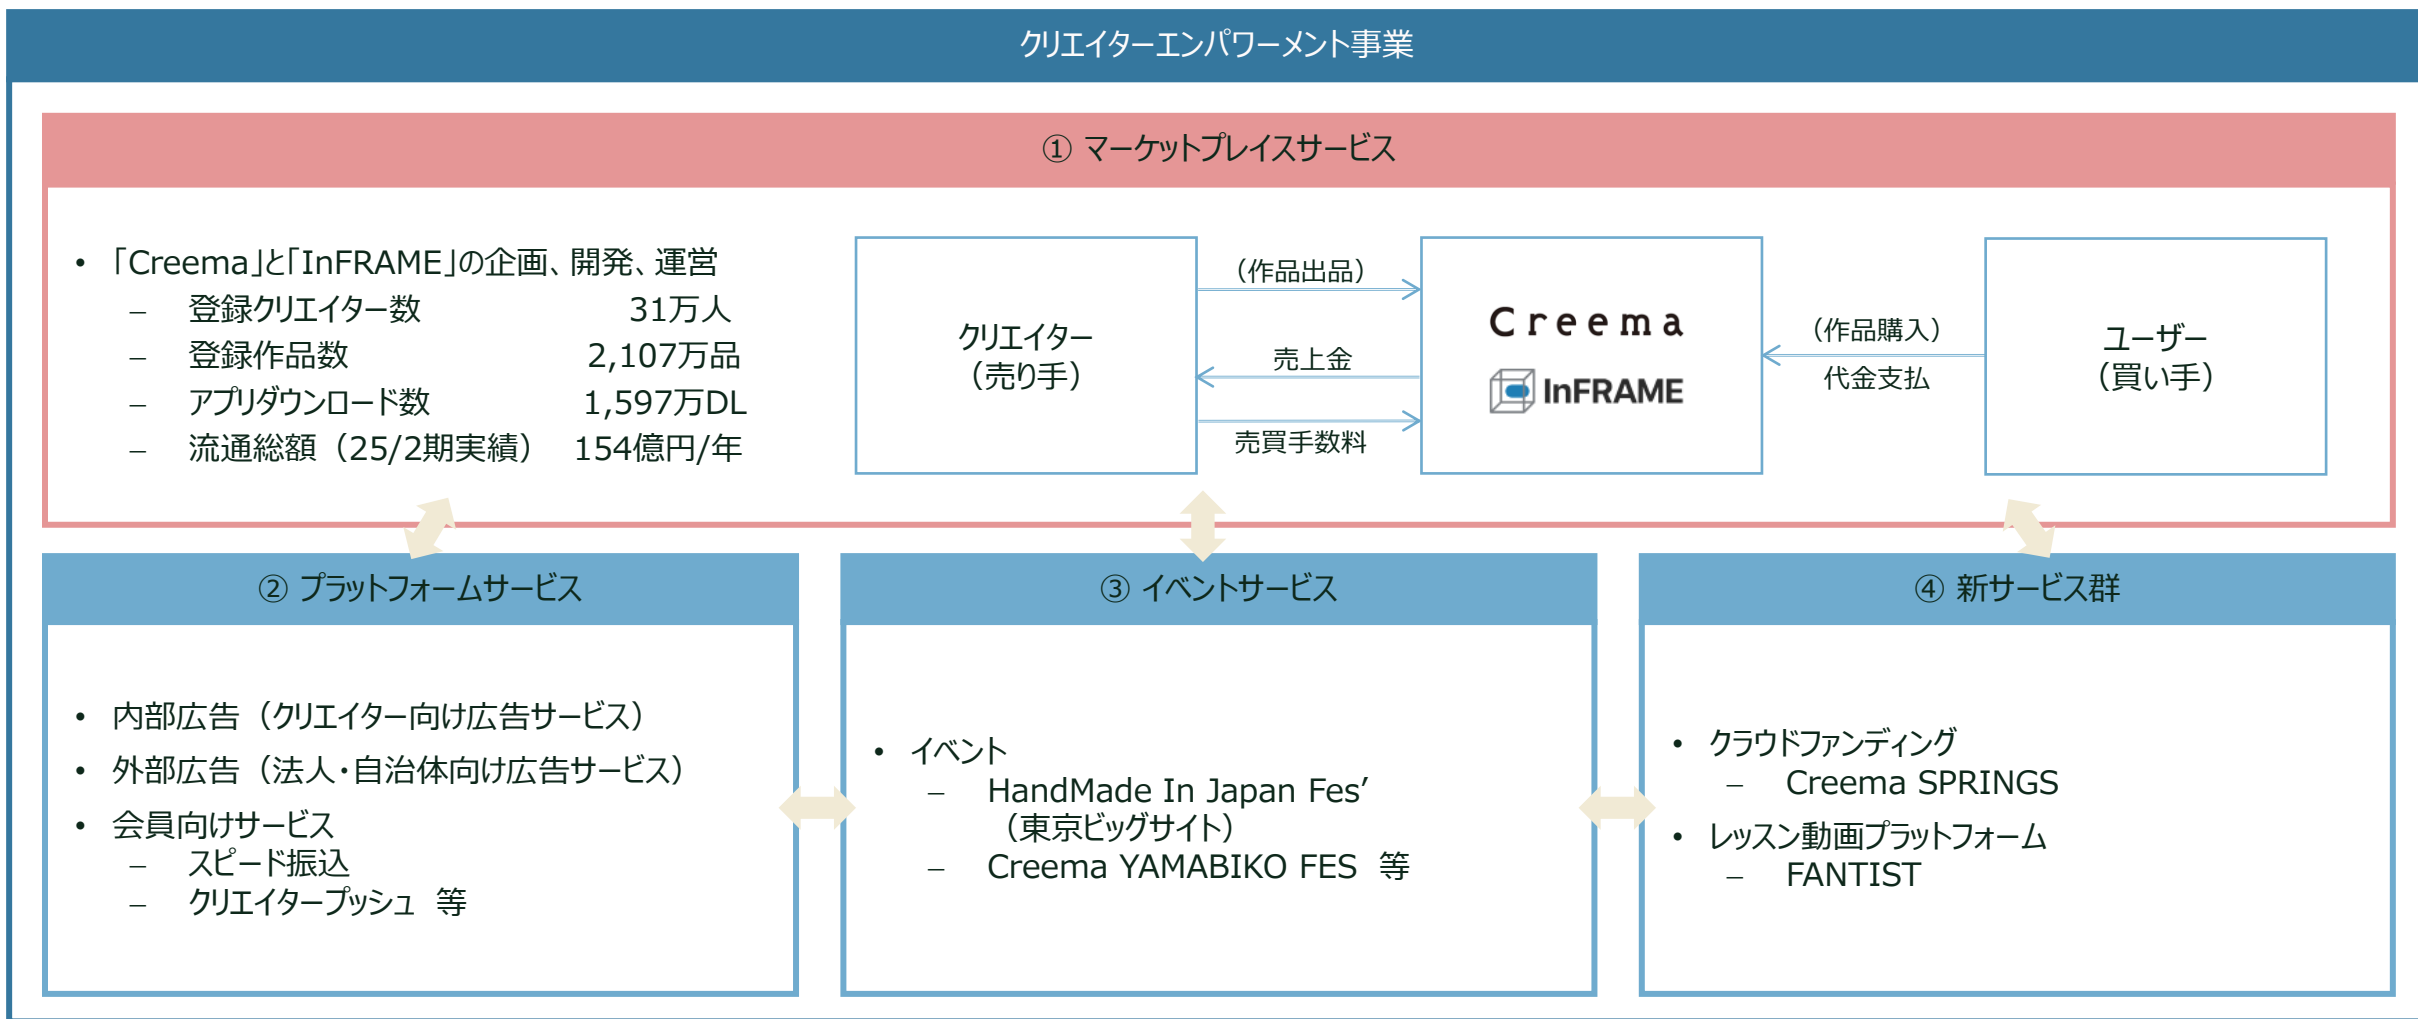 クリエイターエンパワーメント事業
① マーケットプレイスサービス
• 「Creema」と「InFRAME」の企画、開発、運営
– 登録クリエイター数 31万人
– 登録作品数 2,107万品
– アプリダウンロード数 1,597万DL
– 流通総額（25/2期実績） 154億円/年
クリエイター
（売り手）
（作品出品）
売上金
売買手数料
Creema
InFRAME
（作品購入）
代金支払
ユーザー
（買い手）
② プラットフォームサービス
• 内部広告（クリエイター向け広告サービス）
• 外部広告（法人・自治体向け広告サービス）
• 会員向けサービス
– スピード振込
– クリエイタープッシュ 等
③ イベントサービス
• イベント
– HandMade In Japan Fes’
（東京ビッグサイト）
– Creema YAMABIKO FES 等
④ 新サービス群
• クラウドファンディング
– Creema SPRINGS
• レッスン動画プラットフォーム
– FANTIST